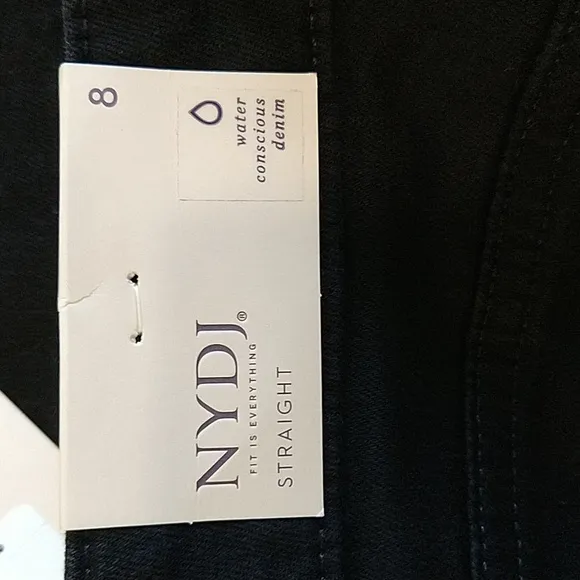 NYDJ®
FIT IS EVERYTHING
STRAIGHT
8
water
conscious
denim